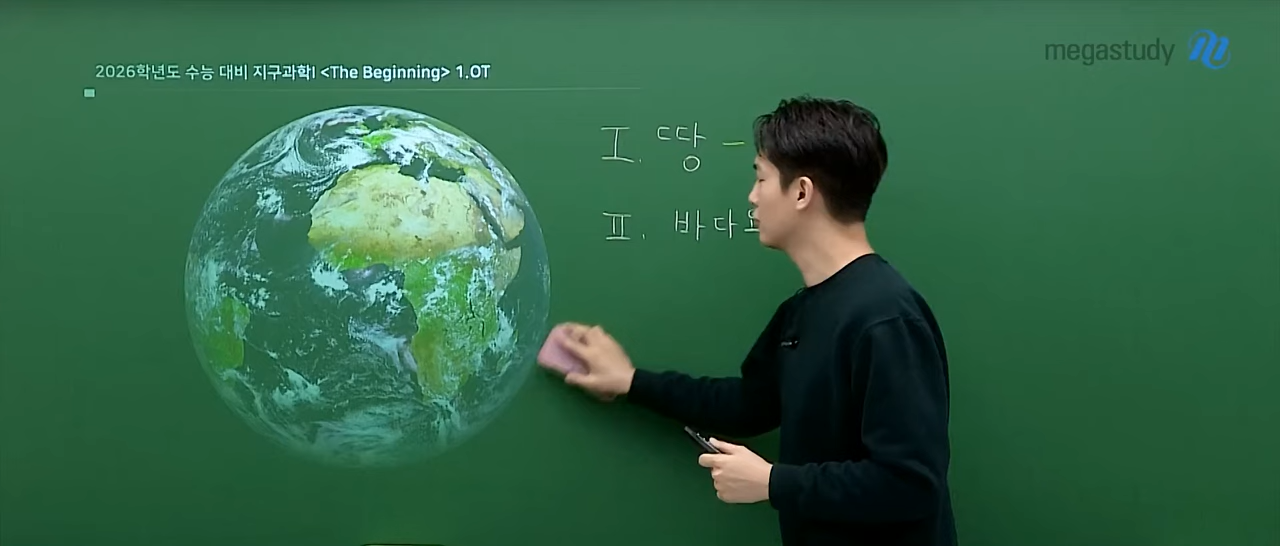 megastudy
2026학년도 수능 대비 지구과학I <The Beginning> 1.OT
I. 땅 -
II. 바다